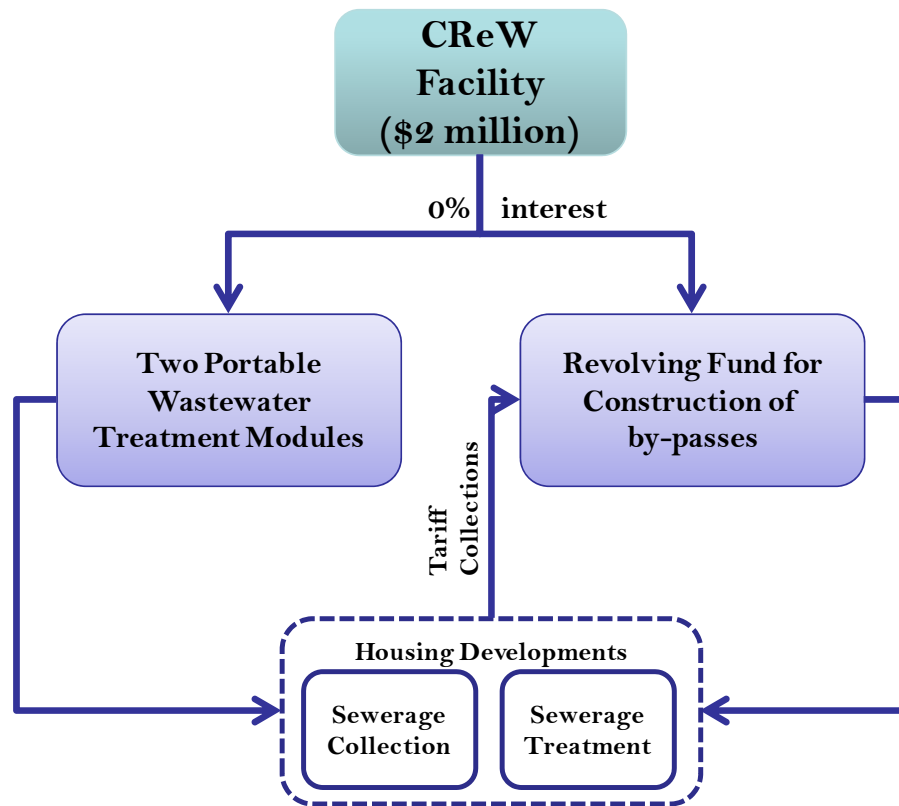 CReW
Facility
($2 million)
0% interest
Two Portable
Wastewater
Treatment Modules
Revolving Fund for
Construction of
by-passes
Tariff
Collections
Housing Developments
Sewerage
Collection
Sewerage
Treatment